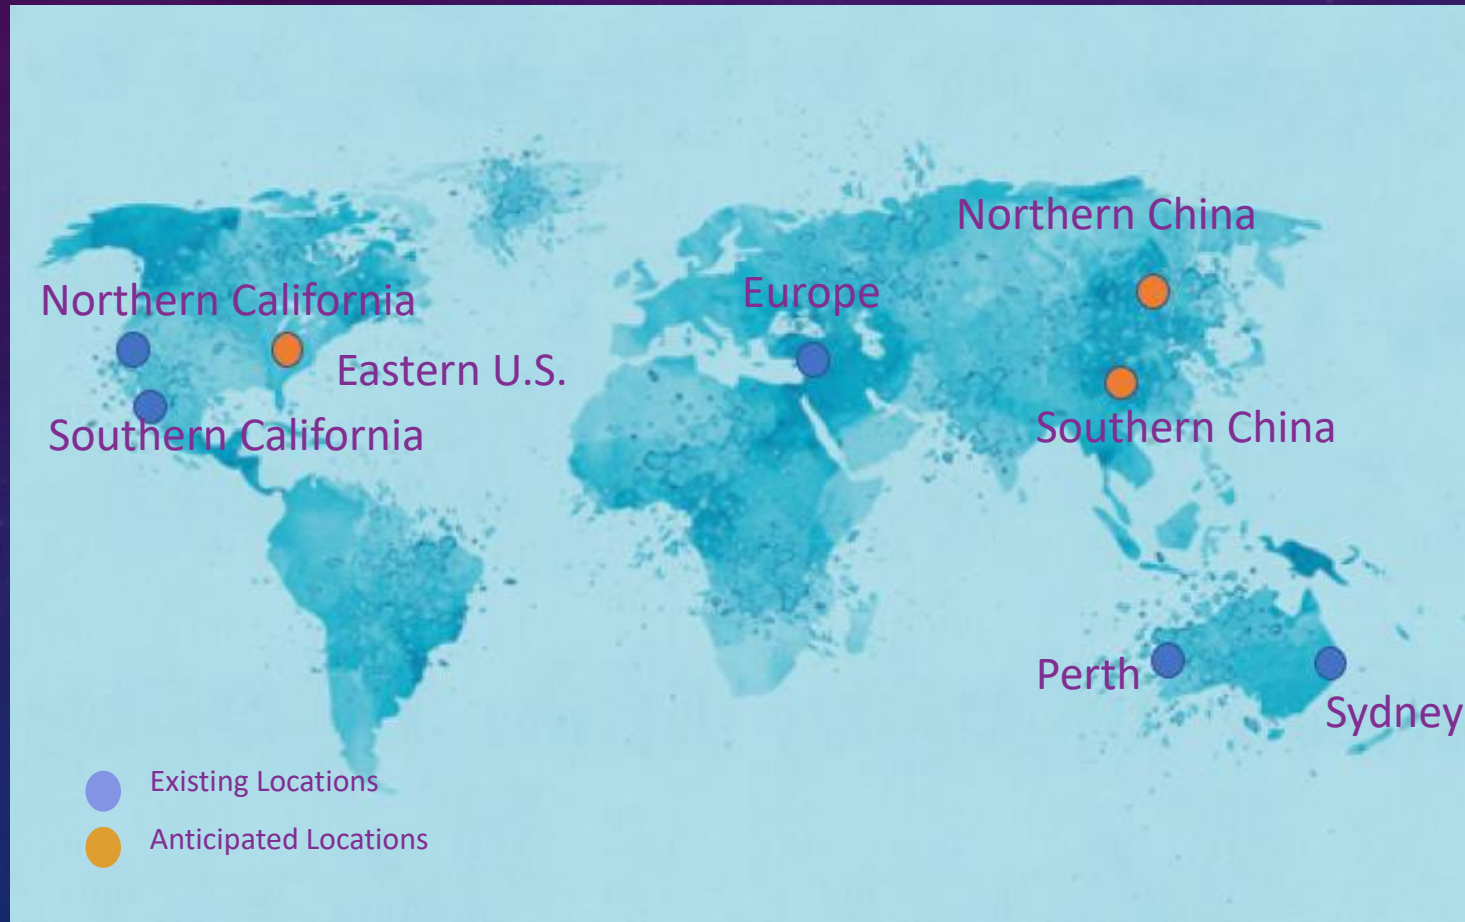 Northern China
Northern California
Europe
Eastern U.S.
Southern California
Southern China
Perth
Sydney
Existing Locations
Anticipated Locations